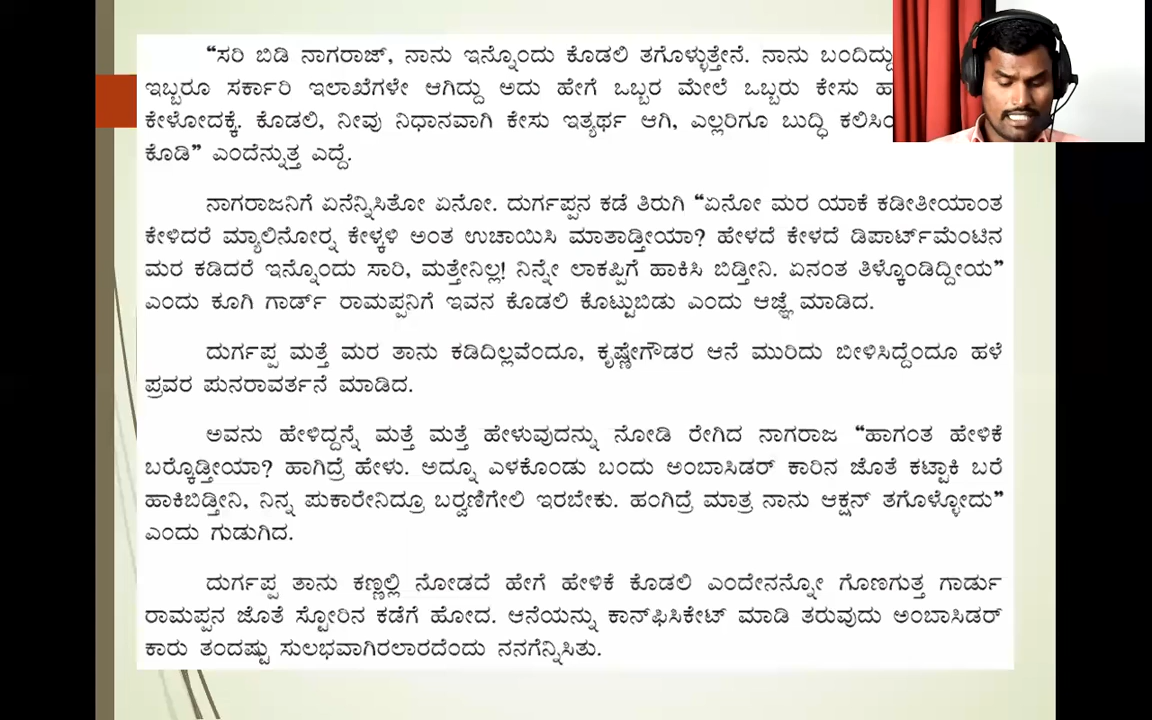 “ಸರಿ ಬಿಡಿ ನಾಗರಾಜ್, ನಾನು ಇನ್ನೊಂದು ಕೊಡಲಿ ತಗೊಳ್ಳುತ್ತೇನೆ. ನಾನು
ಇಬ್ಬರೂ ಸರ್ಕಾರಿ ಇಲಾಖೆಗಳೇ ಆಗಿದ್ದು ಅದು ಹೇಗೆ ಒಬ್ಬರ ಮೇಲೆ ಒಬ್ಬರು ಕೇಸು
ಕೇಳೋದಕ್ಕೆ. ಕೊಡಲಿ, ನೀವು ನಿಧಾನವಾಗಿ ಕೇಸು ಇತ್ಯರ್ಥ ಆಗಿ, ಎಲ್ಲರಿಗೂ ಬುದ್ಧಿ
ಕೊಡಿ” ಎಂದೆನ್ನುತ್ತ ಎದ್ದೆ.
ನಾಗರಾಜನಿಗೆ ಏನೆನ್ನಿಸಿತೋ ಏನೋ. ದುರ್ಗಪ್ಪನ ಕಡೆ ತಿರುಗಿ “ಏನೋ ಮರ ಯಾಕೆ ಕಡೀತೀಯಾಂತ
ಕೇಳಿದರೆ ಮ್ಯಾಲಿನೋರ‍್ನ ಕೇಳ್ಕಳಿ ಅಂತ ಉಚಾಯಿಸಿ ಮಾತಾಡ್ತೀಯಾ? ಹೇಳದೆ ಕೇಳದೆ ಡಿಪಾರ್ಟ್‌ಮೆಂಟಿನ
ಮರ ಕಡಿದರೆ ಇನ್ನೊಂದು ಸಾರಿ, ಮತ್ತೇನಿಲ್ಲ! ನಿನ್ನೇ ಲಾಕಪ್ಪಿಗೆ ಹಾಕಿಸಿ ಬಿಡ್ತೀನಿ. ಏನಂತ ತಿಳ್ಕೊಂಡಿದ್ದೀಯ”
ಎಂದು ಕೂಗಿ ಗಾರ್ಡ್ ರಾಮಪ್ಪನಿಗೆ ಇವನ ಕೊಡಲಿ ಕೊಟ್ಟುಬಿಡು ಎಂದು ಆಜ್ಞೆ ಮಾಡಿದ.
ದುರ್ಗಪ್ಪ ಮತ್ತೆ ಮರ ತಾನು ಕಡಿದಿಲ್ಲವೆಂದೂ, ಕೃಷ್ಣೇಗೌಡರ ಆನೆ ಮುರಿದು ಬೀಳಿಸಿದ್ದೆಂದೂ ಹಳೆ
ಪ್ರವರ ಪುನರಾವರ್ತನೆ ಮಾಡಿದ.
ಅವನು ಹೇಳಿದ್ದನ್ನೆ ಮತ್ತೆ ಮತ್ತೆ ಹೇಳುವುದನ್ನು ನೋಡಿ ರೇಗಿದ ನಾಗರಾಜ “ಹಾಗಂತ ಹೇಳಿಕೆ
ಬರ‍್ಕೊಡ್ತೀಯಾ? ಹಾಗಿದ್ರೆ ಹೇಳು. ಅದ್ನೂ ಎಳಕೊಂಡು ಬಂದು ಅಂಬಾಸಿಡರ್ ಕಾರಿನ ಜೊತೆ ಕಟ್ಹಾಕಿ ಬರೆ
ಹಾಕಿಬಿಡ್ತೀನಿ, ನಿನ್ನ ಪುಕಾರೇನಿದ್ರೂ ಬರ‍್ವಣಿಗೇಲಿ ಇರಬೇಕು. ಹಂಗಿದ್ರೆ ಮಾತ್ರ ನಾನು ಆಕ್ಷನ್ ತಗೊಳ್ಳೋದು”
ಎಂದು ಗುಡುಗಿದ.
ದುರ್ಗಪ್ಪ ತಾನು ಕಣ್ಣಲ್ಲಿ ನೋಡದೆ ಹೇಗೆ ಹೇಳಿಕೆ ಕೊಡಲಿ ಎಂದೇನನ್ನೋ ಗೊಣಗುತ್ತ ಗಾರ್ಡು
ರಾಮಪ್ಪನ ಜೊತೆ ಸ್ಟೋರಿನ ಕಡೆಗೆ ಹೋದ. ಆನೆಯನ್ನು ಕಾನ್‌ಫಿಸಿಕೇಟ್ ಮಾಡಿ ತರುವುದು ಅಂಬಾಸಿಡರ್
ಕಾರು ತಂದಷ್ಟು ಸುಲಭವಾಗಿರಲಾರದೆಂದು ನನಗೆನ್ನಿಸಿತು.